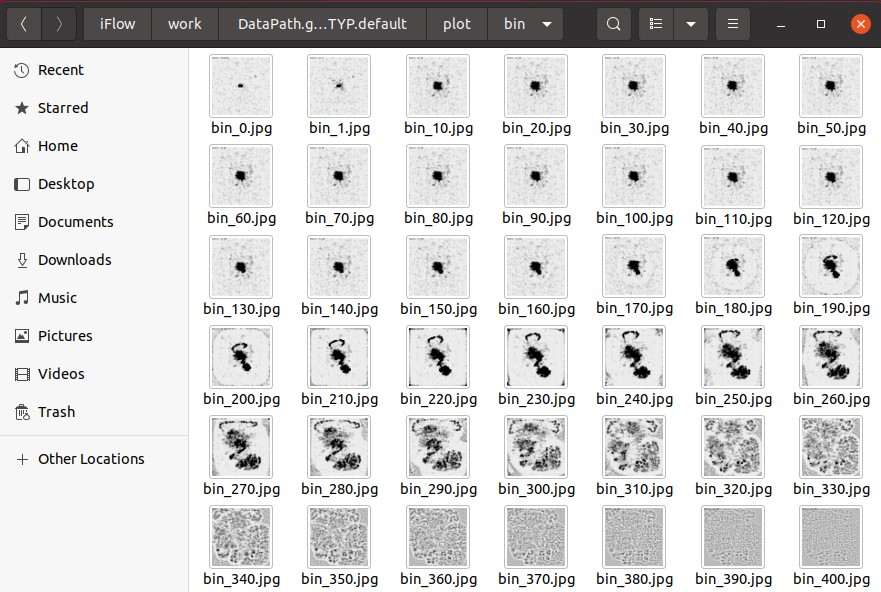 iFlow work DataPath.g…TYP.default plot bin
Recent
Starred
Home
Desktop
Documents
Downloads
Music
Pictures
Videos
Trash
Other Locations
bin_0.jpg bin_1.jpg bin_10.jpg bin_20.jpg bin_30.jpg bin_40.jpg bin_50.jpg
bin_60.jpg bin_70.jpg bin_80.jpg bin_90.jpg bin_100.jpg bin_110.jpg bin_120.jpg
bin_130.jpg bin_140.jpg bin_150.jpg bin_160.jpg bin_170.jpg bin_180.jpg bin_190.jpg
bin_200.jpg bin_210.jpg bin_220.jpg bin_230.jpg bin_240.jpg bin_250.jpg bin_260.jpg
bin_270.jpg bin_280.jpg bin_290.jpg bin_300.jpg bin_310.jpg bin_320.jpg bin_330.jpg
bin_340.jpg bin_350.jpg bin_360.jpg bin_370.jpg bin_380.jpg bin_390.jpg bin_400.jpg